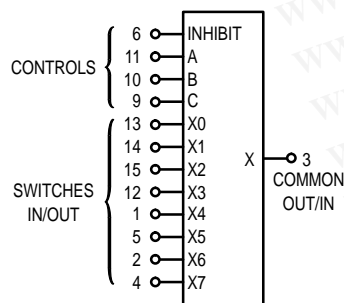 6 INHIBIT
11 A
CONTROLS
10 B
9 C
13 X0
14 X1
15 X2
X 3
12 X3
COMMON
SWITCHES
OUT/IN
IN/OUT
1 X4
5 X5
2 X6
4 X7